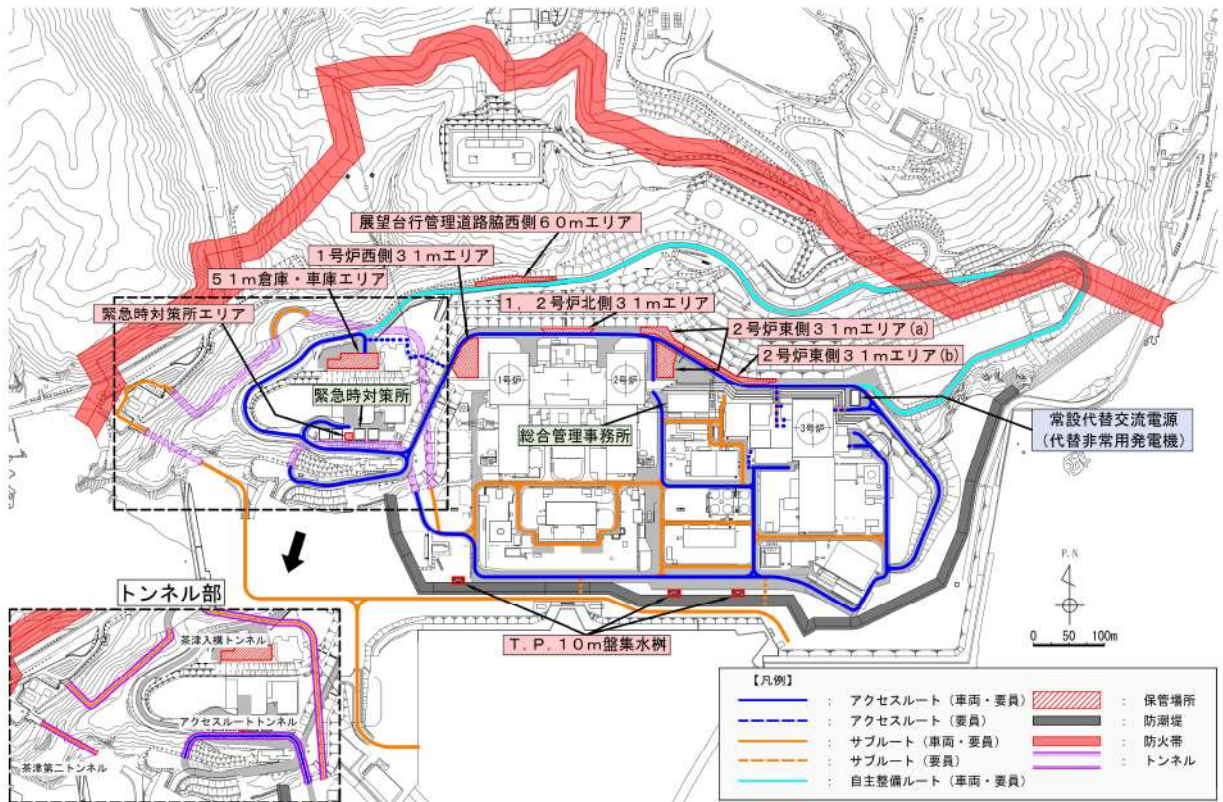 展望台行管理道路脇西側60mエリア
1号炉西側31mエリア
51m倉庫・車庫エリア
緊急時対策所エリア
1,2号炉北側31mエリア
2号炉東側31mエリア(a)
2号炉東側31mエリア(b)
1号炉
2号炉
3号炉
緊急時対策所
総合管理事務所
常設代替交流電源
(代替非常用発電機)
トンネル部
茶津入構トンネル
アクセスルートトンネル
茶津第二トンネル
T.P.10m盤集水桝
P.N
0 50 100m
【凡例】
: アクセスルート(車両・要員)
: アクセスルート(要員)
: サブルート(車両・要員)
: サブルート(要員)
: 自主整備ルート(車両・要員)
: 保管場所
: 防潮堤
: 防火帯
: トンネル